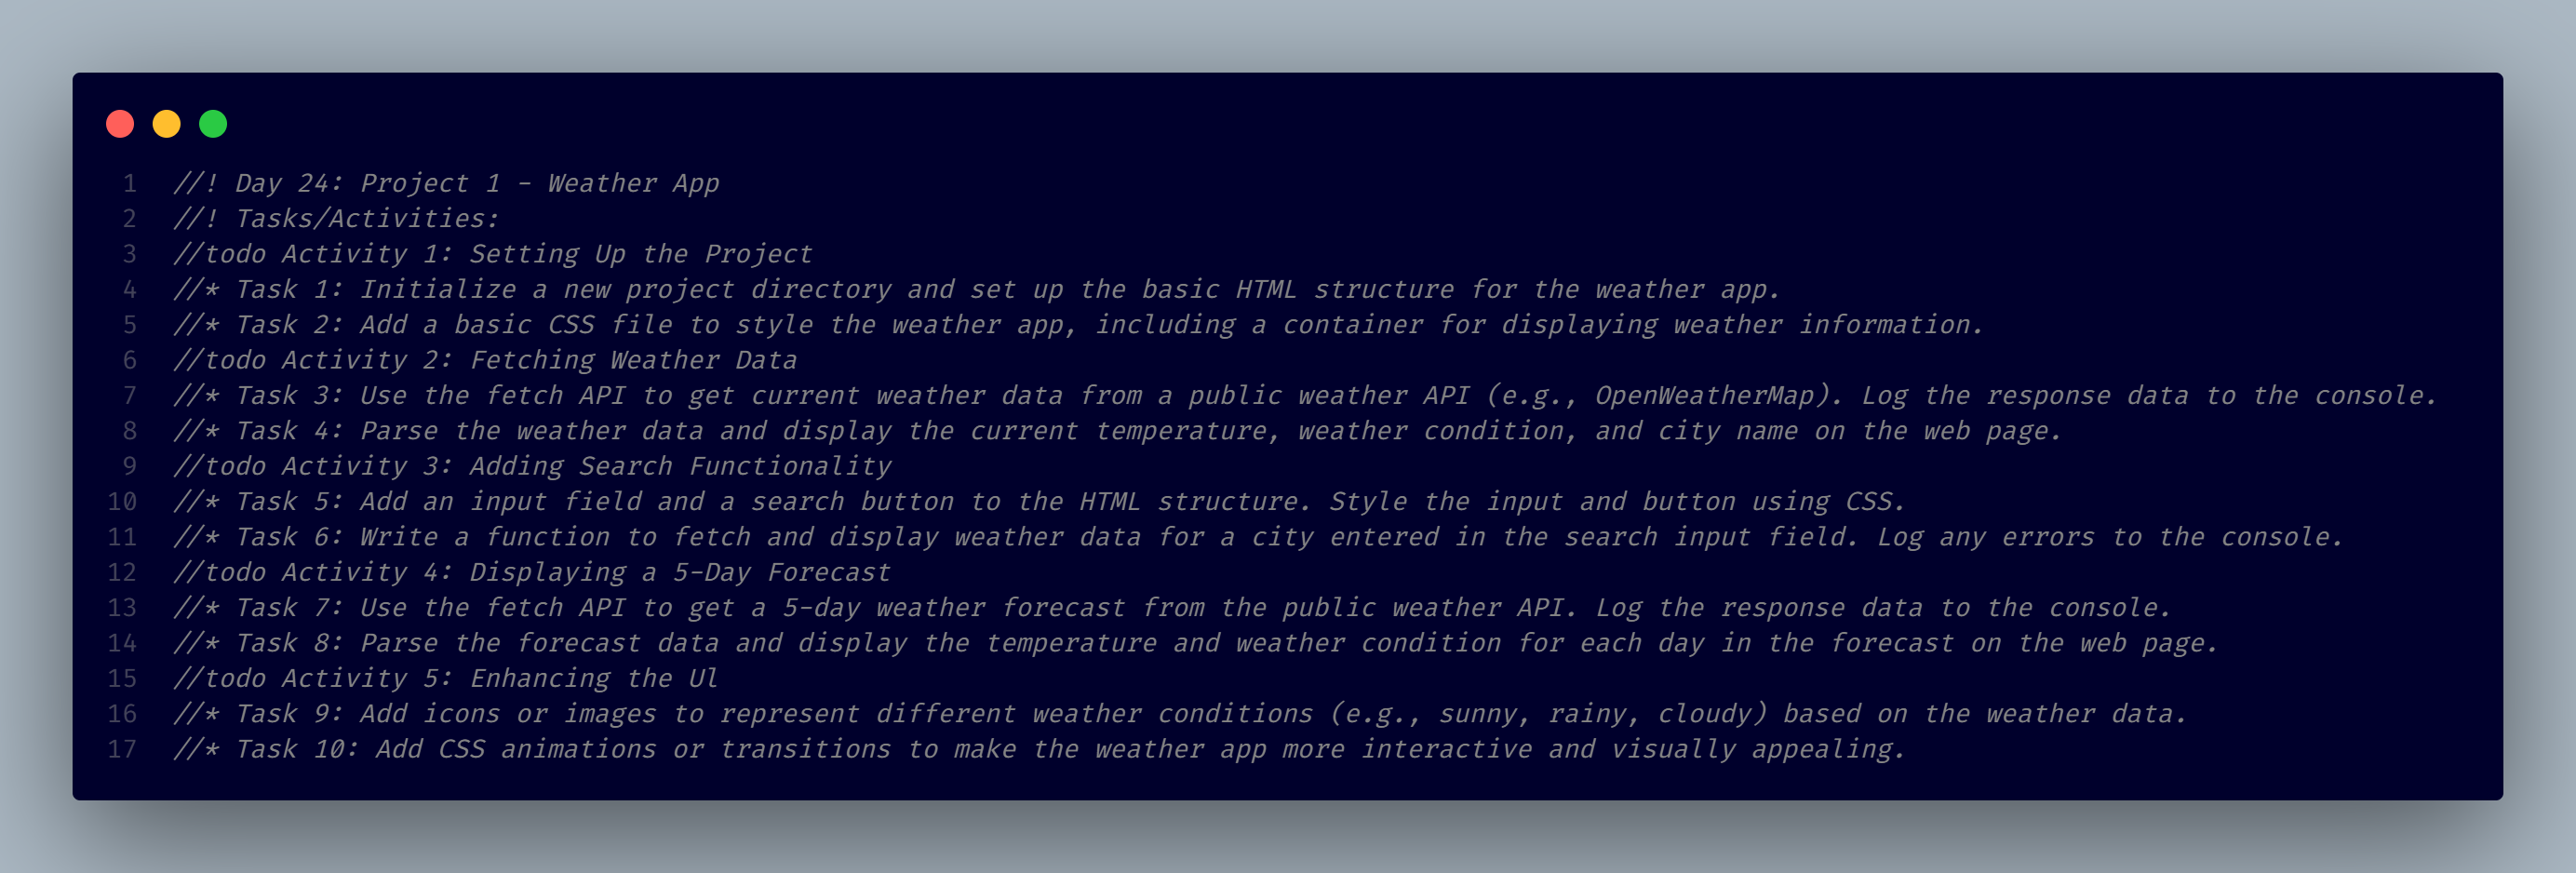 1 //! Day 24: Project 1 - Weather App
2 //! Tasks/Activities:
3 //todo Activity 1: Setting Up the Project
4 //* Task 1: Initialize a new project directory and set up the basic HTML structure for the weather app.
5 //* Task 2: Add a basic CSS file to style the weather app, including a container for displaying weather information.
6 //todo Activity 2: Fetching Weather Data
7 //* Task 3: Use the fetch API to get current weather data from a public weather API (e.g., OpenWeatherMap). Log the response data to the console.
8 //* Task 4: Parse the weather data and display the current temperature, weather condition, and city name on the web page.
9 //todo Activity 3: Adding Search Functionality
10 //* Task 5: Add an input field and a search button to the HTML structure. Style the input and button using CSS.
11 //* Task 6: Write a function to fetch and display weather data for a city entered in the search input field. Log any errors to the console.
12 //todo Activity 4: Displaying a 5-Day Forecast
13 //* Task 7: Use the fetch API to get a 5-day weather forecast from the public weather API. Log the response data to the console.
14 //* Task 8: Parse the forecast data and display the temperature and weather condition for each day in the forecast on the web page.
15 //todo Activity 5: Enhancing the Ul
16 //* Task 9: Add icons or images to represent different weather conditions (e.g., sunny, rainy, cloudy) based on the weather data.
17 //* Task 10: Add CSS animations or transitions to make the weather app more interactive and visually appealing.